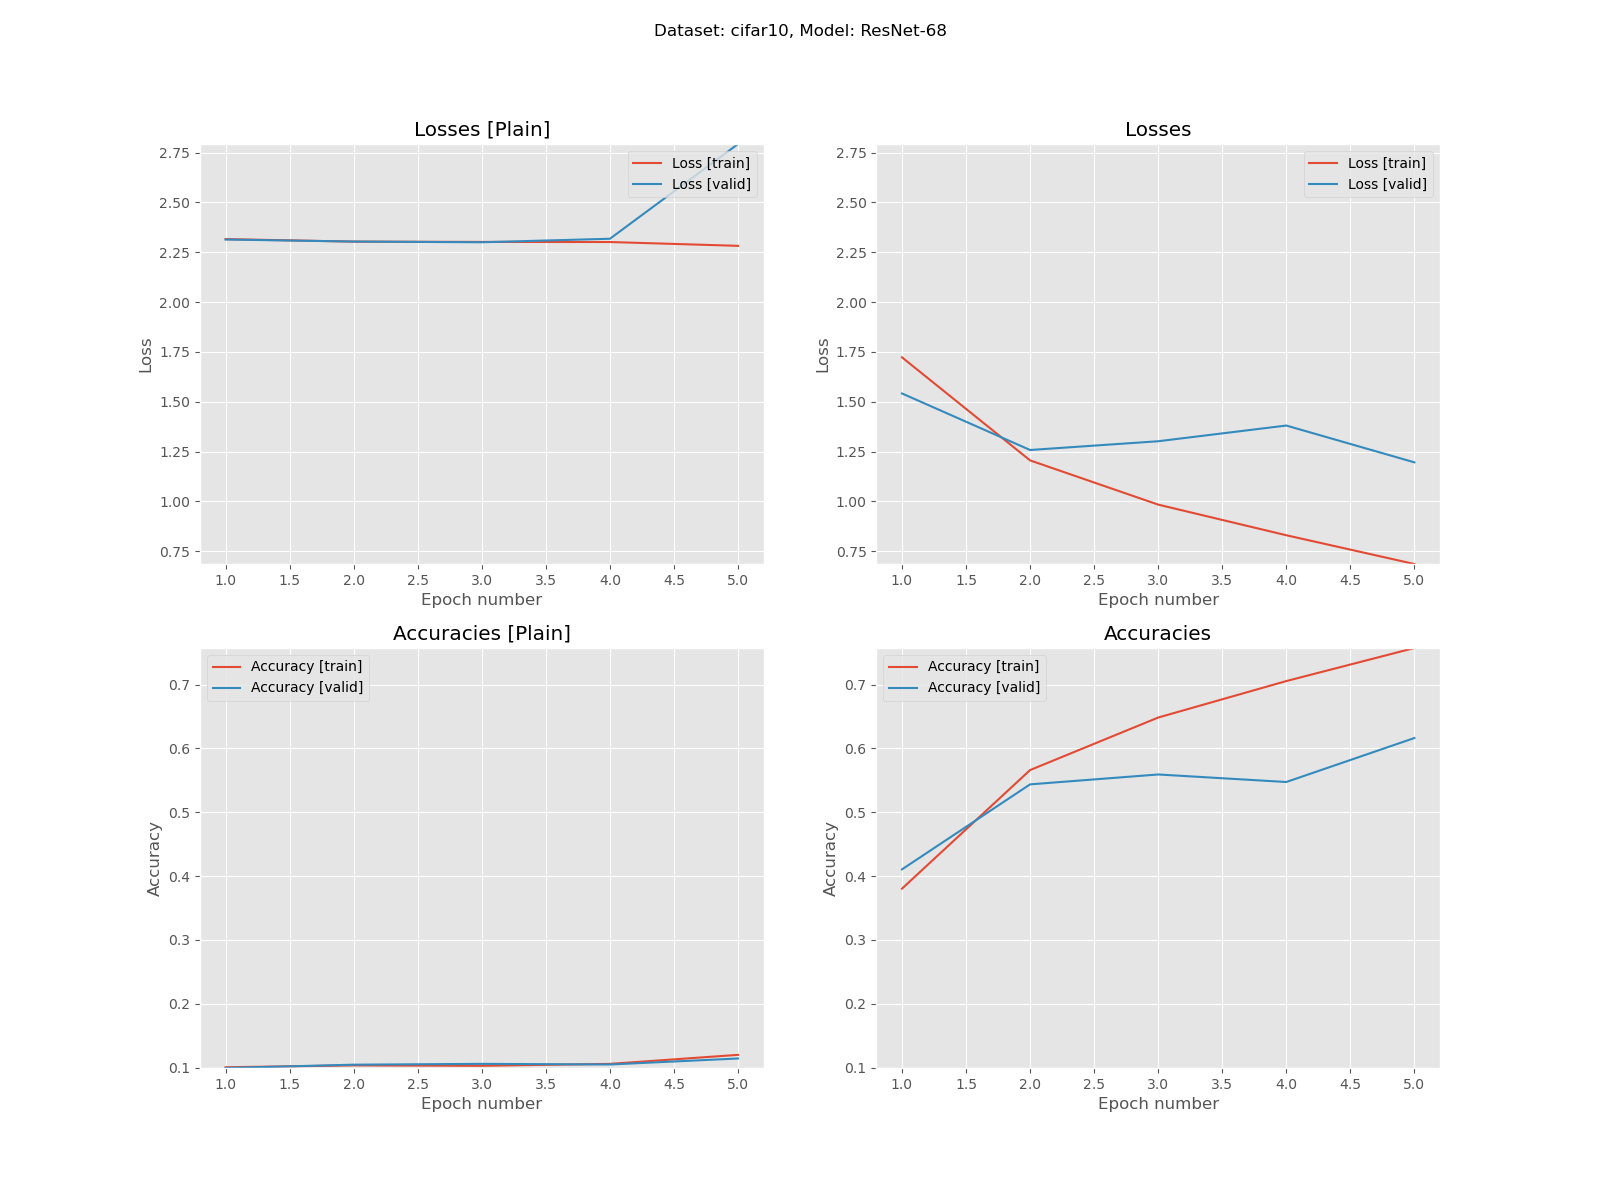 Dataset: cifar10, Model: ResNet-68
Losses [Plain]
Loss [train]
Loss [valid]
2.75
2.50
2.25
2.00
1.75
1.50
1.25
1.00
0.75
Loss
1.0 1.5 2.0 2.5 3.0 3.5 4.0 4.5 5.0
Epoch number
Losses
Loss [train]
Loss [valid]
2.75
2.50
2.25
2.00
1.75
1.50
1.25
1.00
0.75
Loss
1.0 1.5 2.0 2.5 3.0 3.5 4.0 4.5 5.0
Epoch number
Accuracies [Plain]
Accuracy [train]
Accuracy [valid]
0.7
0.6
0.5
0.4
0.3
0.2
0.1
Accuracy
1.0 1.5 2.0 2.5 3.0 3.5 4.0 4.5 5.0
Epoch number
Accuracies
Accuracy [train]
Accuracy [valid]
0.7
0.6
0.5
0.4
0.3
0.2
0.1
Accuracy
1.0 1.5 2.0 2.5 3.0 3.5 4.0 4.5 5.0
Epoch number